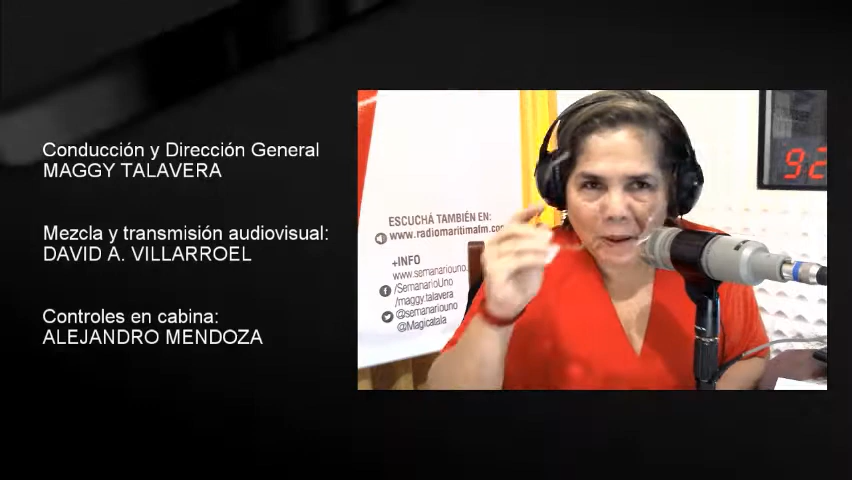 Conducción y Dirección General
MAGGY TALAVERA
Mezcla y transmisión audiovisual:
DAVID A. VILLARROEL
Controles en cabina:
ALEJANDRO MENDOZA
ESCUCHÁ TAMBIÉN EN:
www.radiomaritimafm.co
+INFO
www.semanariouno.
/SemanarioUno
/maggy.talavera
@semanariouno
@Magicatala
92